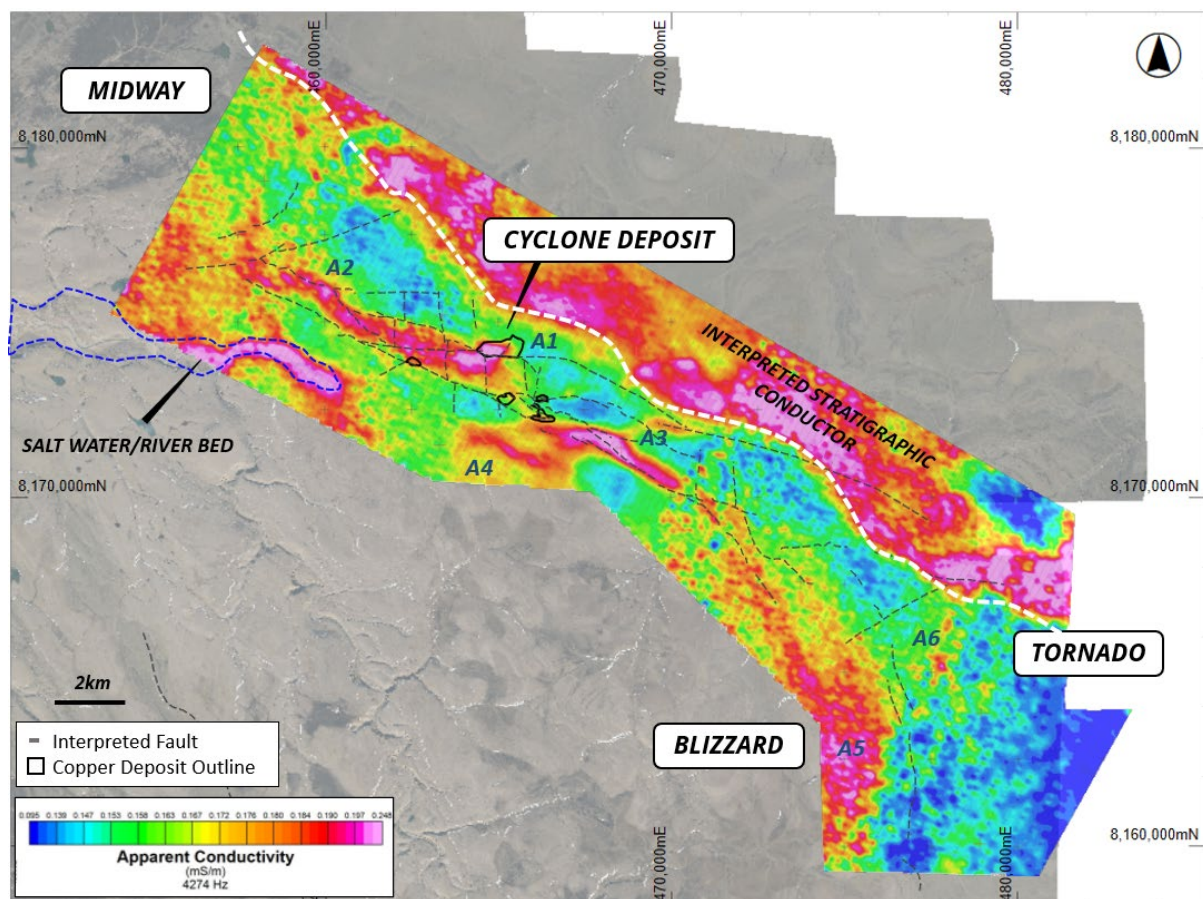 460,000mE
470,000mE
480,000mE
MIDWAY
8,180,000mN
8,180,000mN
CYCLONE DEPOSIT
A2
A1
INTERPRETED STRATIGRAPHIC
CONDUCTOR
SALT WATER/RIVER BED
A3
A4
8,170,000mN
8,170,000mN
A6
TORNADO
2km
BLIZZARD
A5
Interpreted Fault
Copper Deposit Outline
0.095 0.139 0.147 0.153 0.158 0.163 0.167 0.172 0.176 0.180 0.184 0.190 0.197 0.248
Apparent Conductivity
(mS/m)
4274 Hz
470,000mE
480,000mE
8,160,000mN